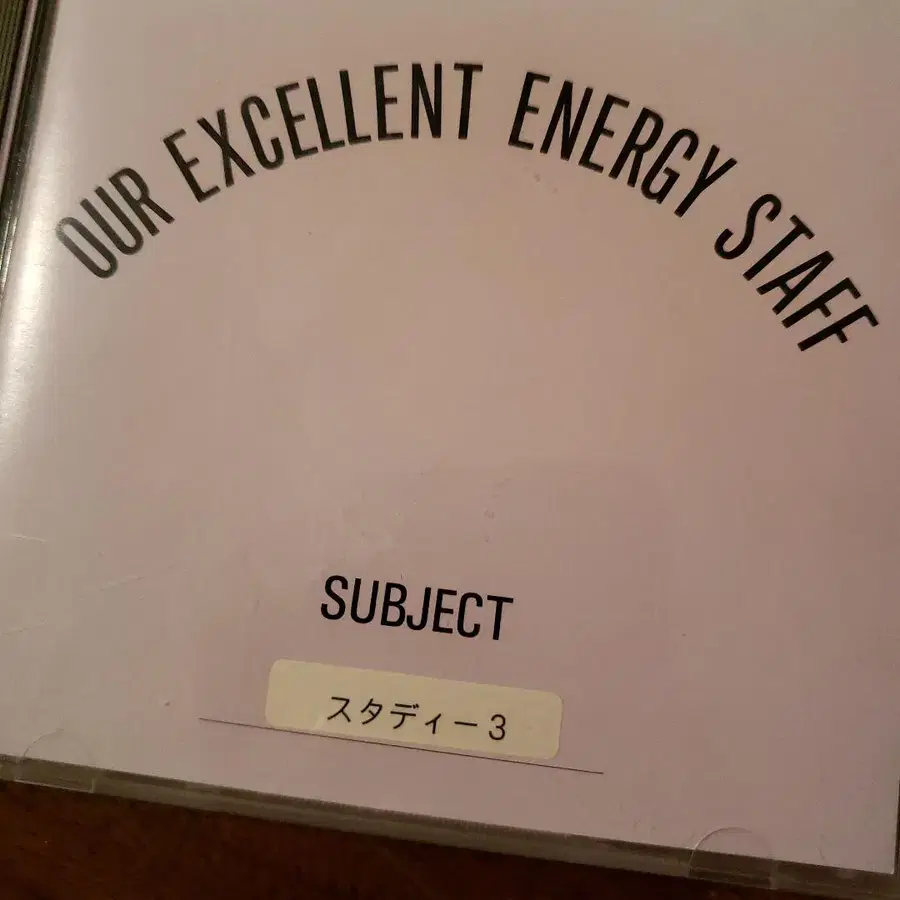 OUR EXCELLENT ENERGY STAFF
SUBJECT
スタディー3